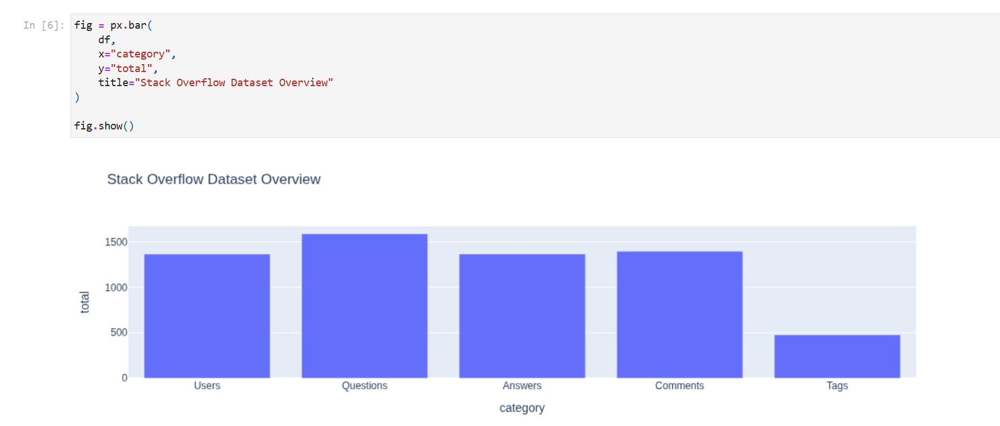 In [6]:
fig = px.bar(
    df,
    x="category",
    y="total",
    title="Stack Overflow Dataset Overview"
)
fig.show()
Stack Overflow Dataset Overview
1500
1000
500
0
total
Users
Questions
Answers
Comments
Tags
category